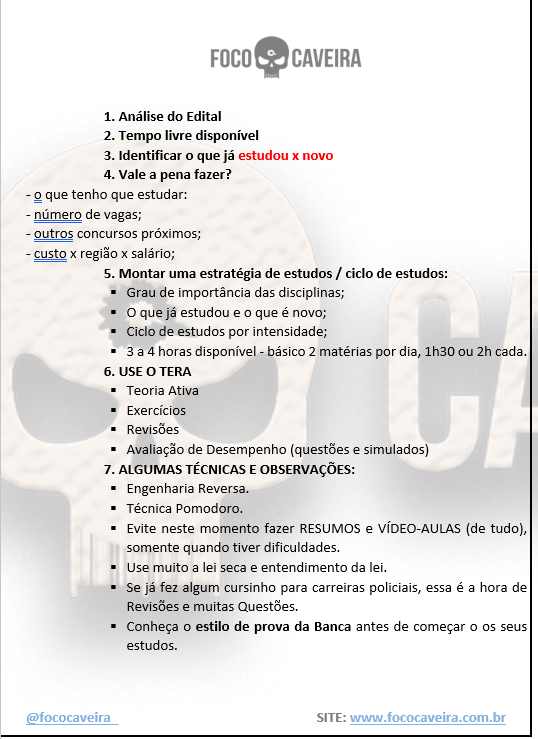 FOCO CAVEIRA
1. Análise do Edital
2. Tempo livre disponível
3. Identificar o que já estudou x novo
4. Vale a pena fazer?
- o que tenho que estudar:
- número de vagas;
- outros concursos próximos;
- custo x região x salário;
5. Montar uma estratégia de estudos / ciclo de estudos:
▪ Grau de importância das disciplinas;
▪ O que já estudou e o que é novo;
▪ Ciclo de estudos por intensidade;
▪ 3 a 4 horas disponível - básico 2 matérias por dia, 1h30 ou 2h cada.
6. USE O TERA
▪ Teoria Ativa
▪ Exercícios
▪ Revisões
▪ Avaliação de Desempenho (questões e simulados)
7. ALGUMAS TÉCNICAS E OBSERVAÇÕES:
▪ Engenharia Reversa.
▪ Técnica Pomodoro.
▪ Evite neste momento fazer RESUMOS e VÍDEO-AULAS (de tudo),
somente quando tiver dificuldades.
▪ Use muito a lei seca e entendimento da lei.
▪ Se já fez algum cursinho para carreiras policiais, essa é a hora de
Revisões e muitas Questões.
▪ Conheça o estilo de prova da Banca antes de começar o os seus
estudos.
@fococaveira SITE: www.fococaveira.com.br
CA